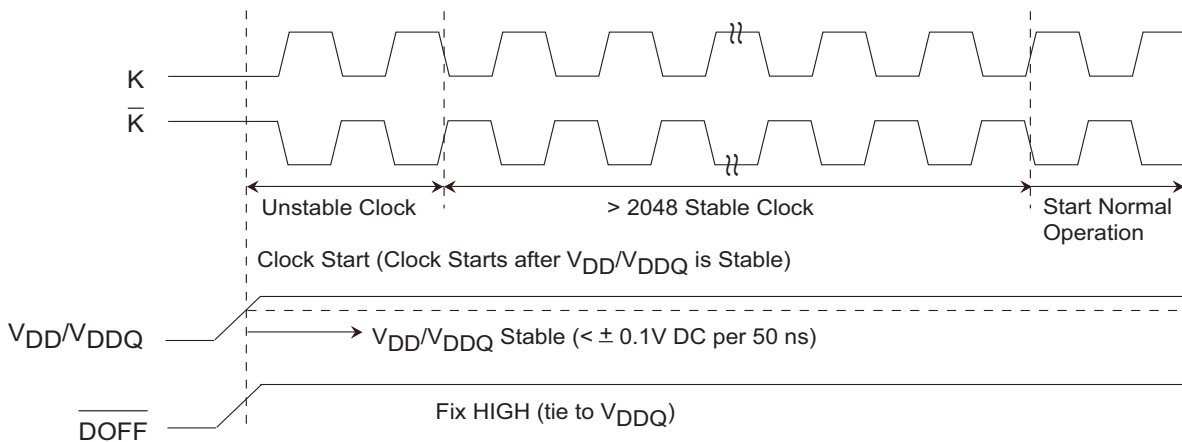 K
K̅
Unstable Clock
> 2048 Stable Clock
Start Normal
Operation
Clock Start (Clock Starts after VDD/VDDQ is Stable)
VDD/VDDQ
VDD/VDDQ Stable (< ± 0.1V DC per 50 ns)
Fix HIGH (tie to VDDQ)
D̅O̅F̅F̅